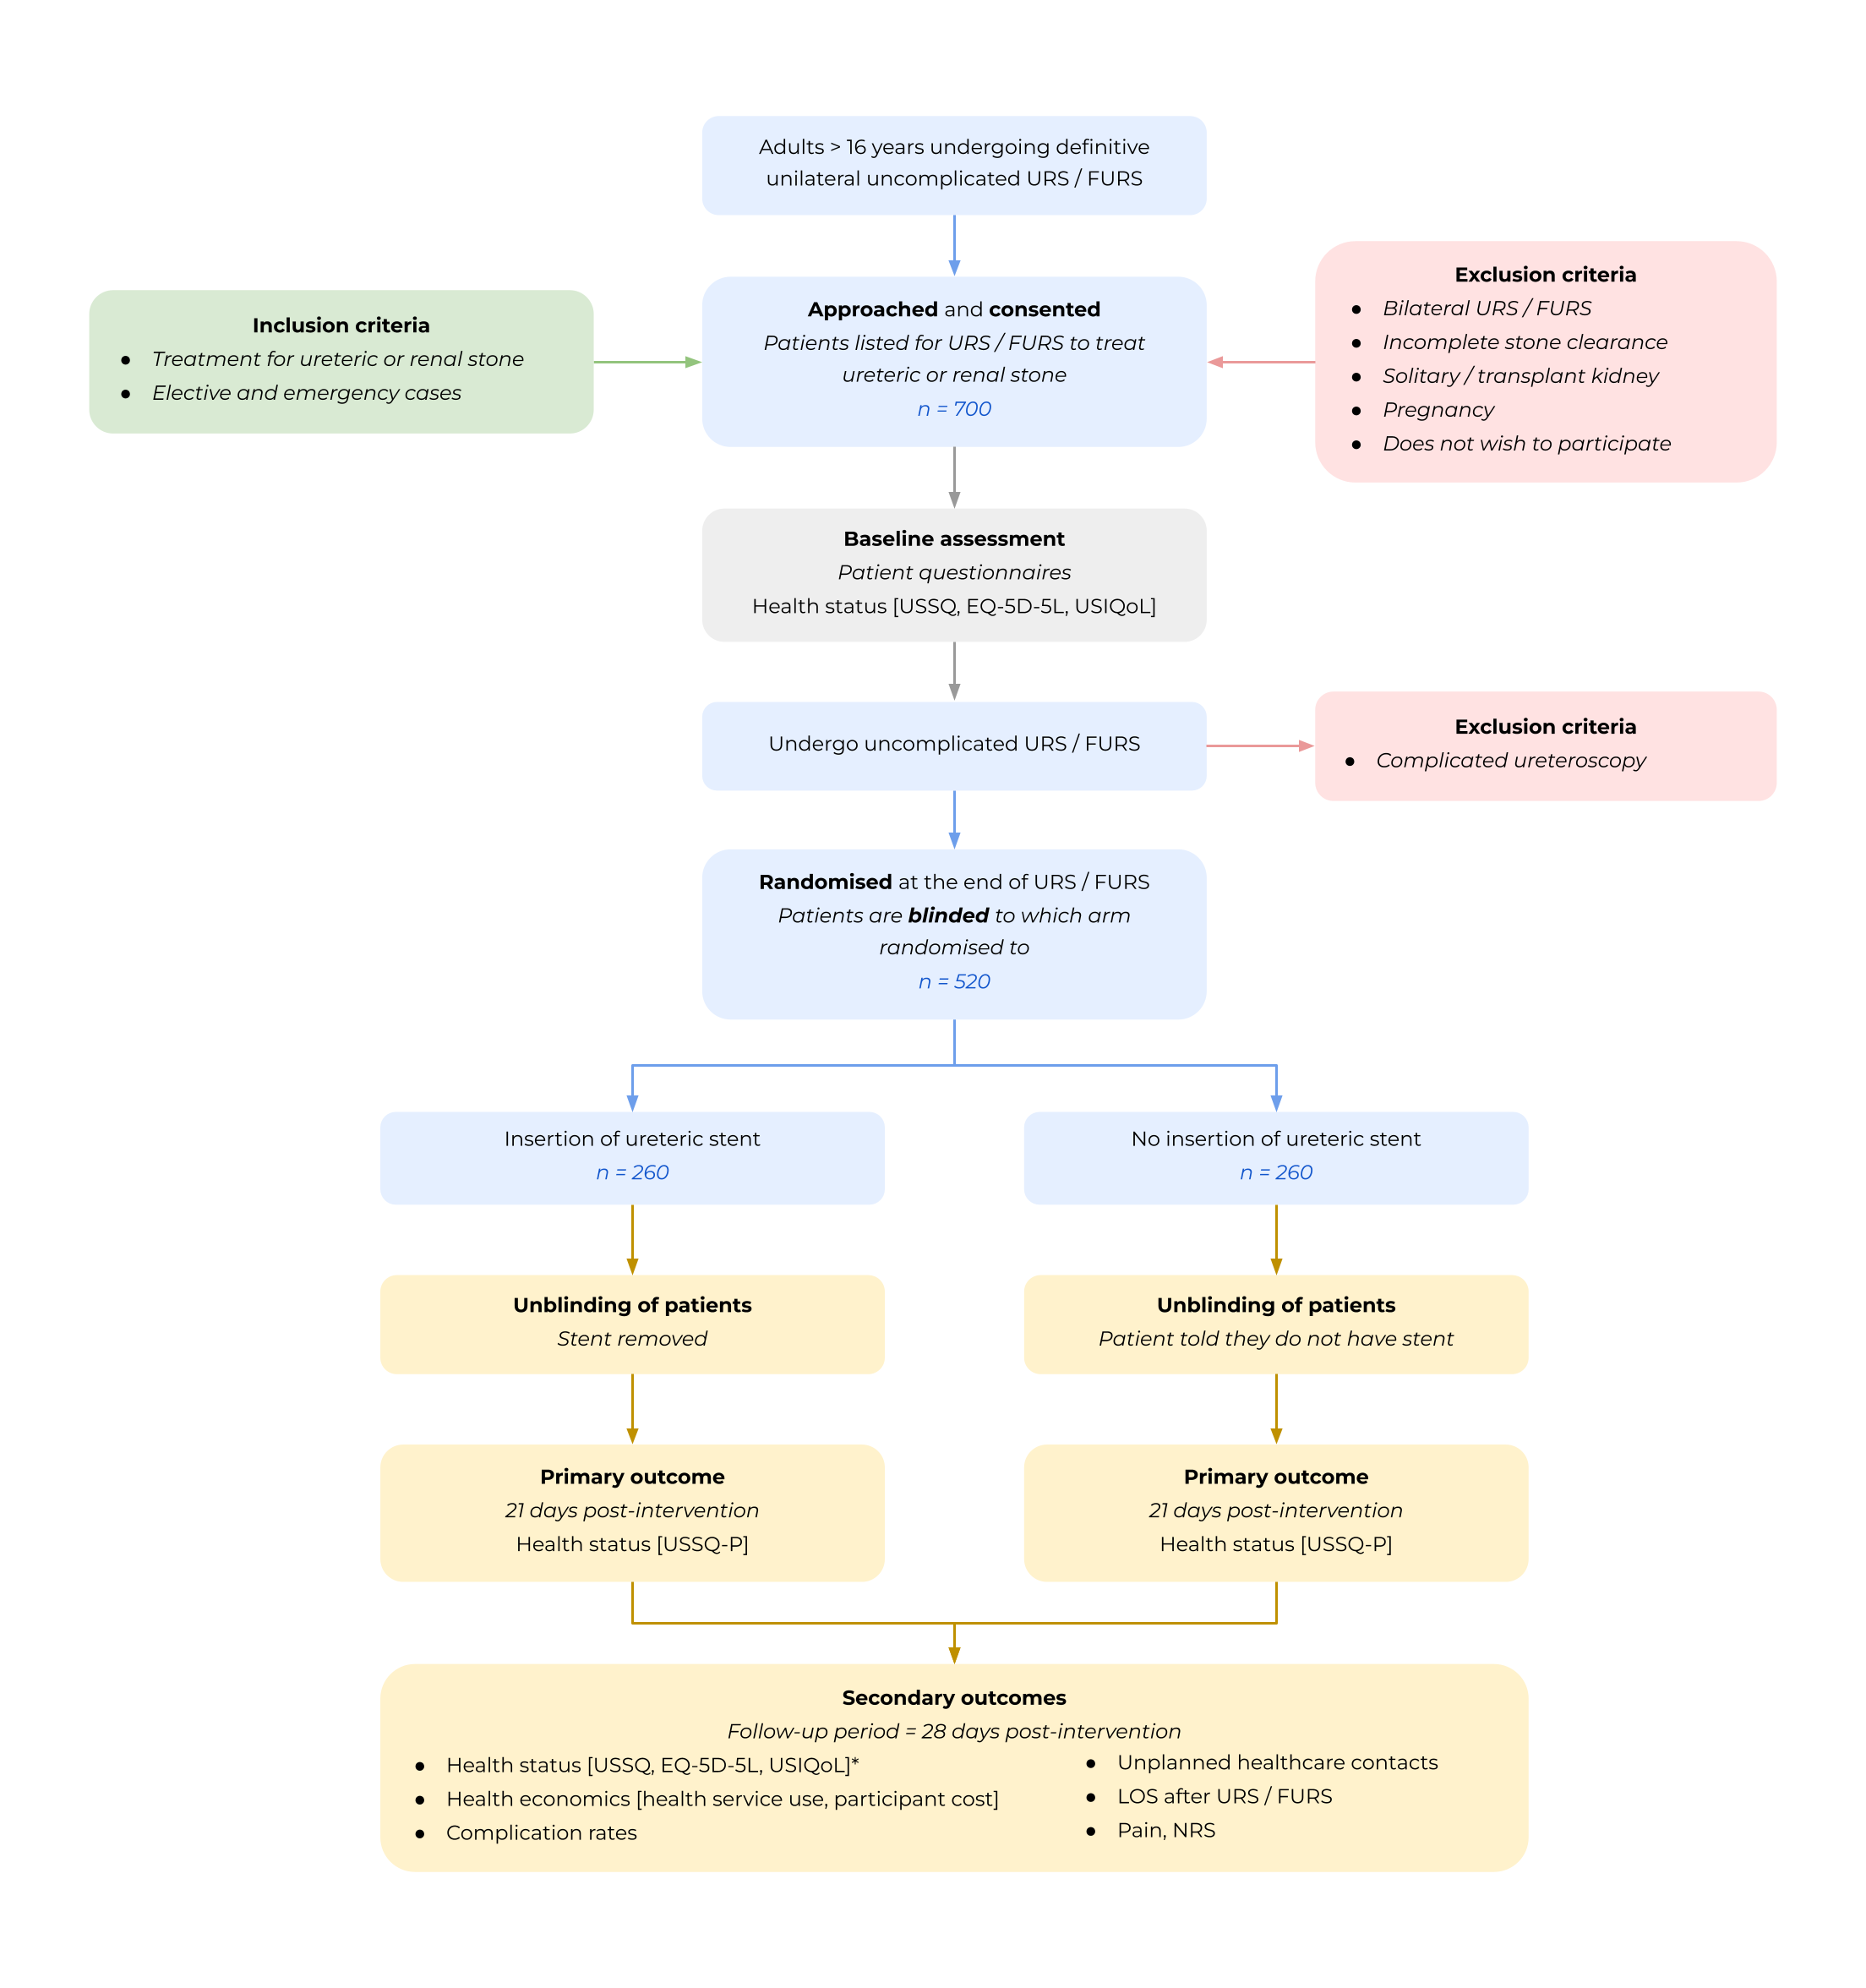 Adults > 16 years undergoing definitive
unilateral uncomplicated URS / FURS
Inclusion criteria
● Treatment for ureteric or renal stone
● Elective and emergency cases
Approached and consented
Patients listed for URS / FURS to treat
ureteric or renal stone
n = 700
Exclusion criteria
● Bilateral URS / FURS
● Incomplete stone clearance
● Solitary / transplant kidney
● Pregnancy
● Does not wish to participate
Baseline assessment
Patient questionnaires
Health status [USSQ, EQ-5D-5L, USIQoL]
Undergo uncomplicated URS / FURS
Exclusion criteria
● Complicated ureteroscopy
Randomised at the end of URS / FURS
Patients are blinded to which arm
randomised to
n = 520
Insertion of ureteric stent
n = 260
No insertion of ureteric stent
n = 260
Unblinding of patients
Stent removed
Unblinding of patients
Patient told they do not have stent
Primary outcome
21 days post-intervention
Health status [USSQ-P]
Primary outcome
21 days post-intervention
Health status [USSQ-P]
Secondary outcomes
Follow-up period = 28 days post-intervention
● Health status [USSQ, EQ-5D-5L, USIQoL]*
● Health economics [health service use, participant cost]
● Complication rates
● Unplanned healthcare contacts
● LOS after URS / FURS
● Pain, NRS